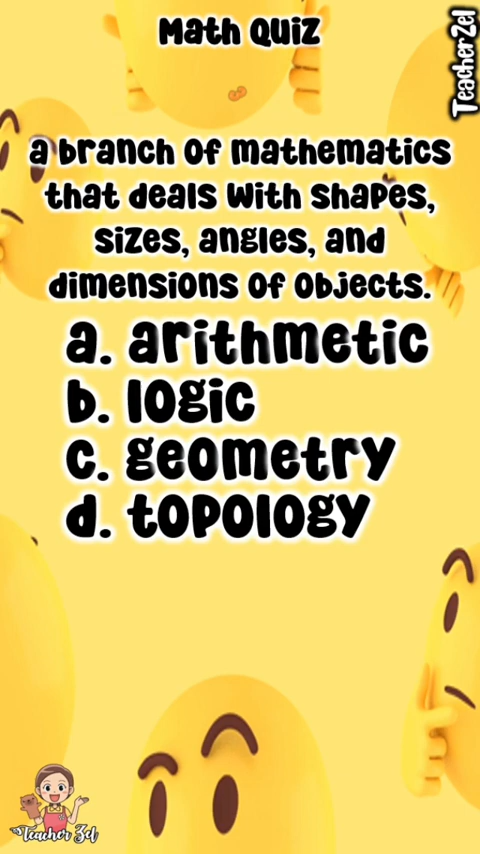 Math Quiz
TeacherZel
a branch of mathematics
that deals with shapes,
sizes, angles, and
dimensions of objects.
a. arithmetic
b. logic
c. geometry
d. topology
Teacher Zel